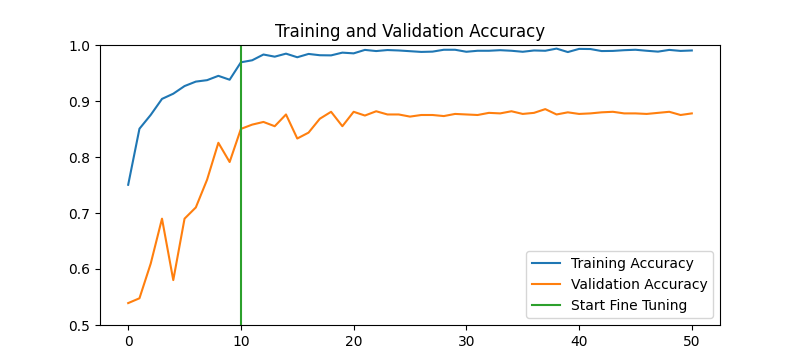 Training and Validation Accuracy
1.0
0.9
0.8
0.7
0.6
0.5
Training Accuracy
Validation Accuracy
Start Fine Tuning
0 10 20 30 40 50